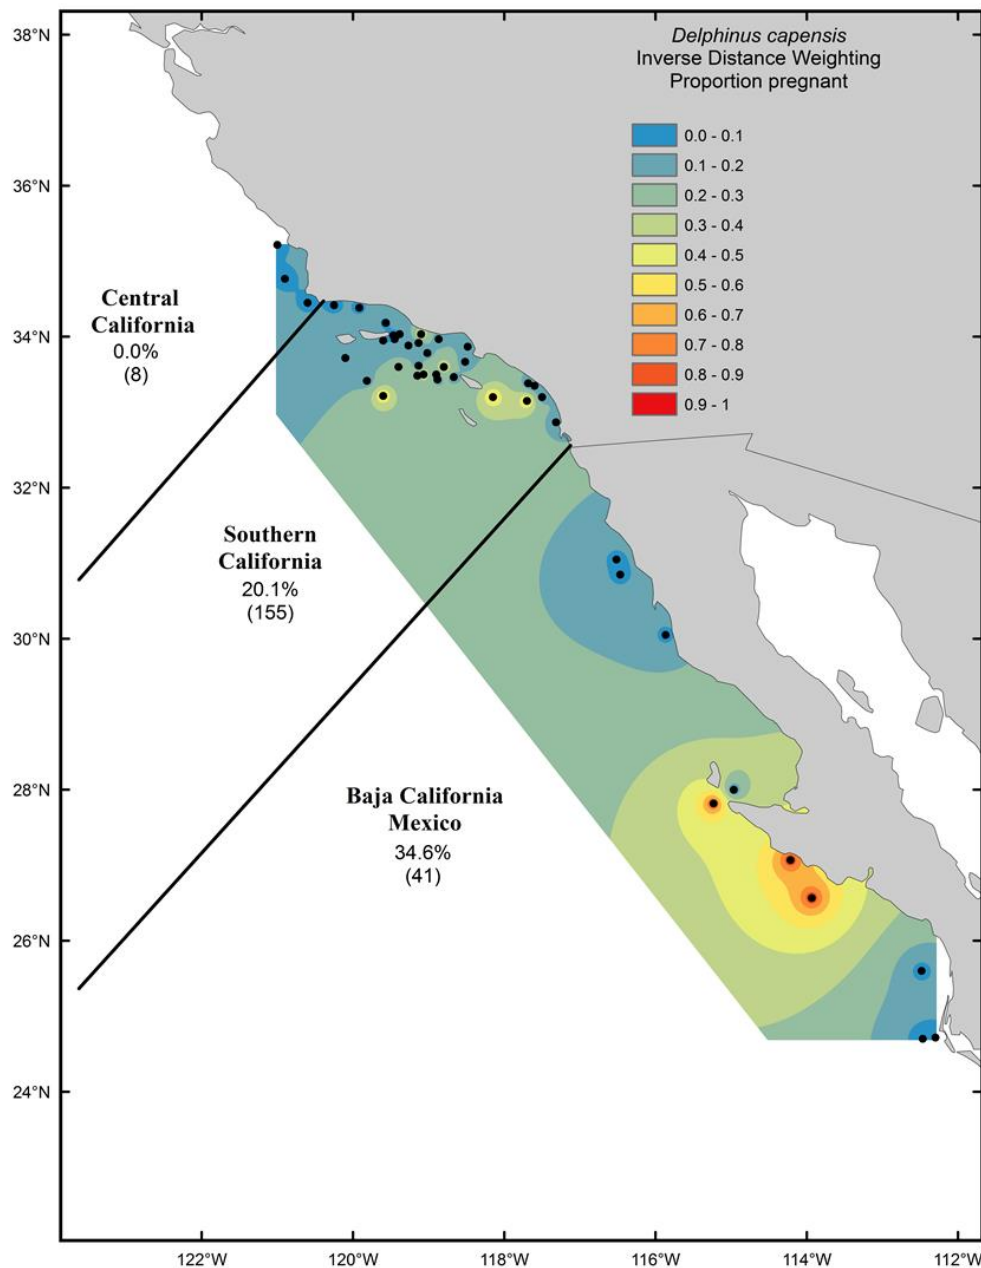 Delphinus capensis
Inverse Distance Weighting
Proportion pregnant
0.0 - 0.1
0.1 - 0.2
0.2 - 0.3
0.3 - 0.4
0.4 - 0.5
0.5 - 0.6
0.6 - 0.7
0.7 - 0.8
0.8 - 0.9
0.9 - 1
38°N
36°N
34°N
32°N
30°N
28°N
26°N
24°N
Central
California
0.0%
(8)
Southern
California
20.1%
(155)
Baja California
Mexico
34.6%
(41)
122°W
120°W
118°W
116°W
114°W
112°W